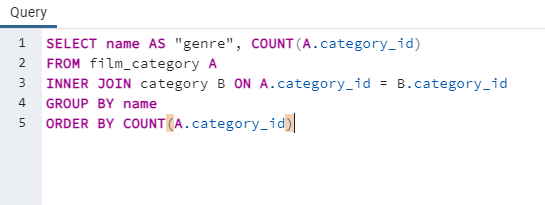 Query
1 SELECT name AS "genre", COUNT(A.category_id)
2 FROM film_category A
3 INNER JOIN category B ON A.category_id = B.category_id
4 GROUP BY name
5 ORDER BY COUNT(A.category_id)